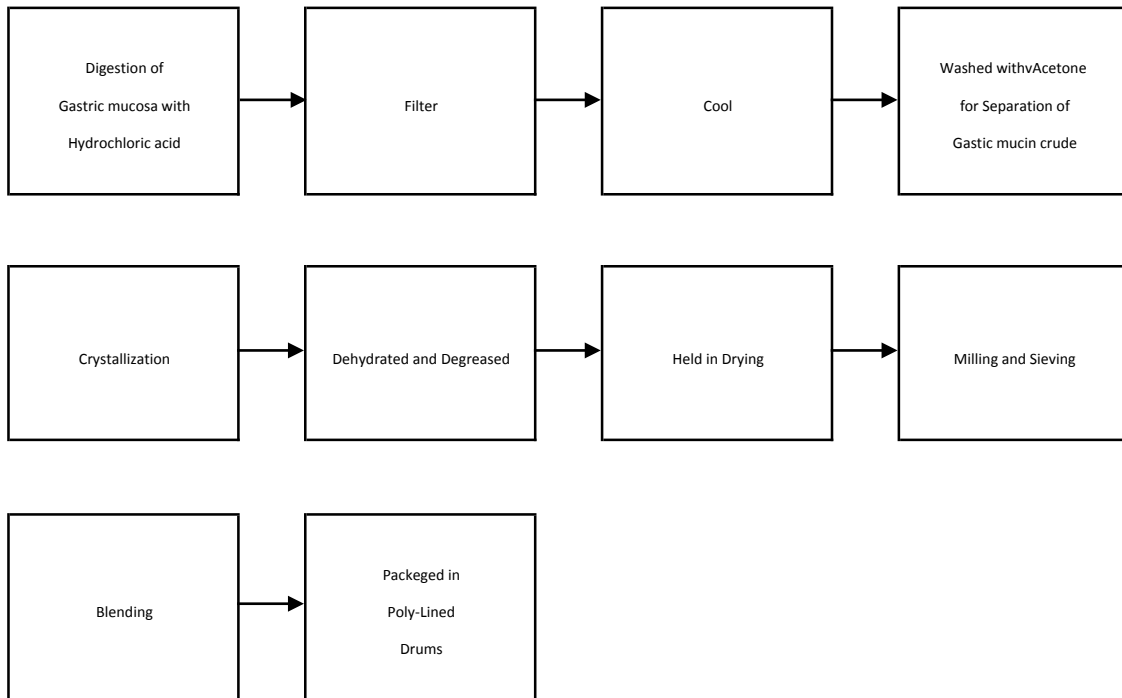 Digestion of
Gastric mucosa with
Hydrochloric acid
Filter
Cool
Washed withvAcetone
for Separation of
Gastic mucin crude
Crystallization
Dehydrated and Degreased
Held in Drying
Milling and Sieving
Blending
Packeged in
Poly-Lined
Drums